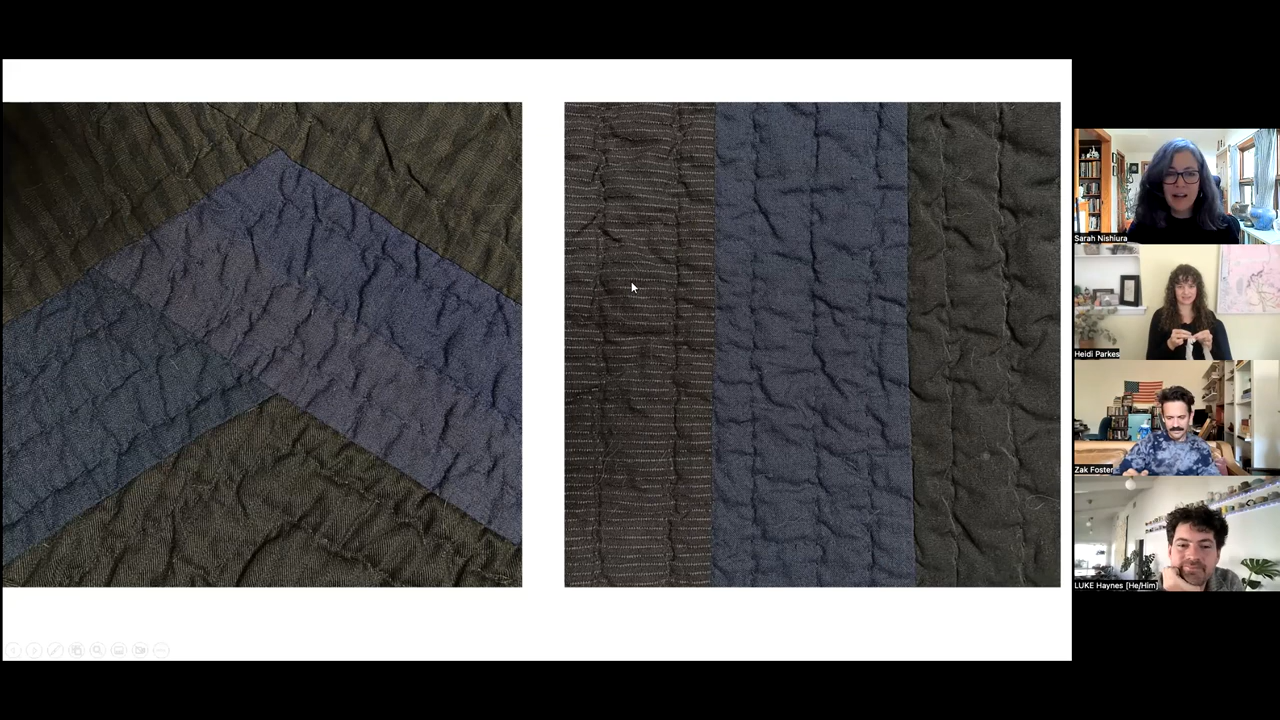 Sarah Nishiura
Heidi Parkes
Zak Foster
LUKE Haynes [He/Him]